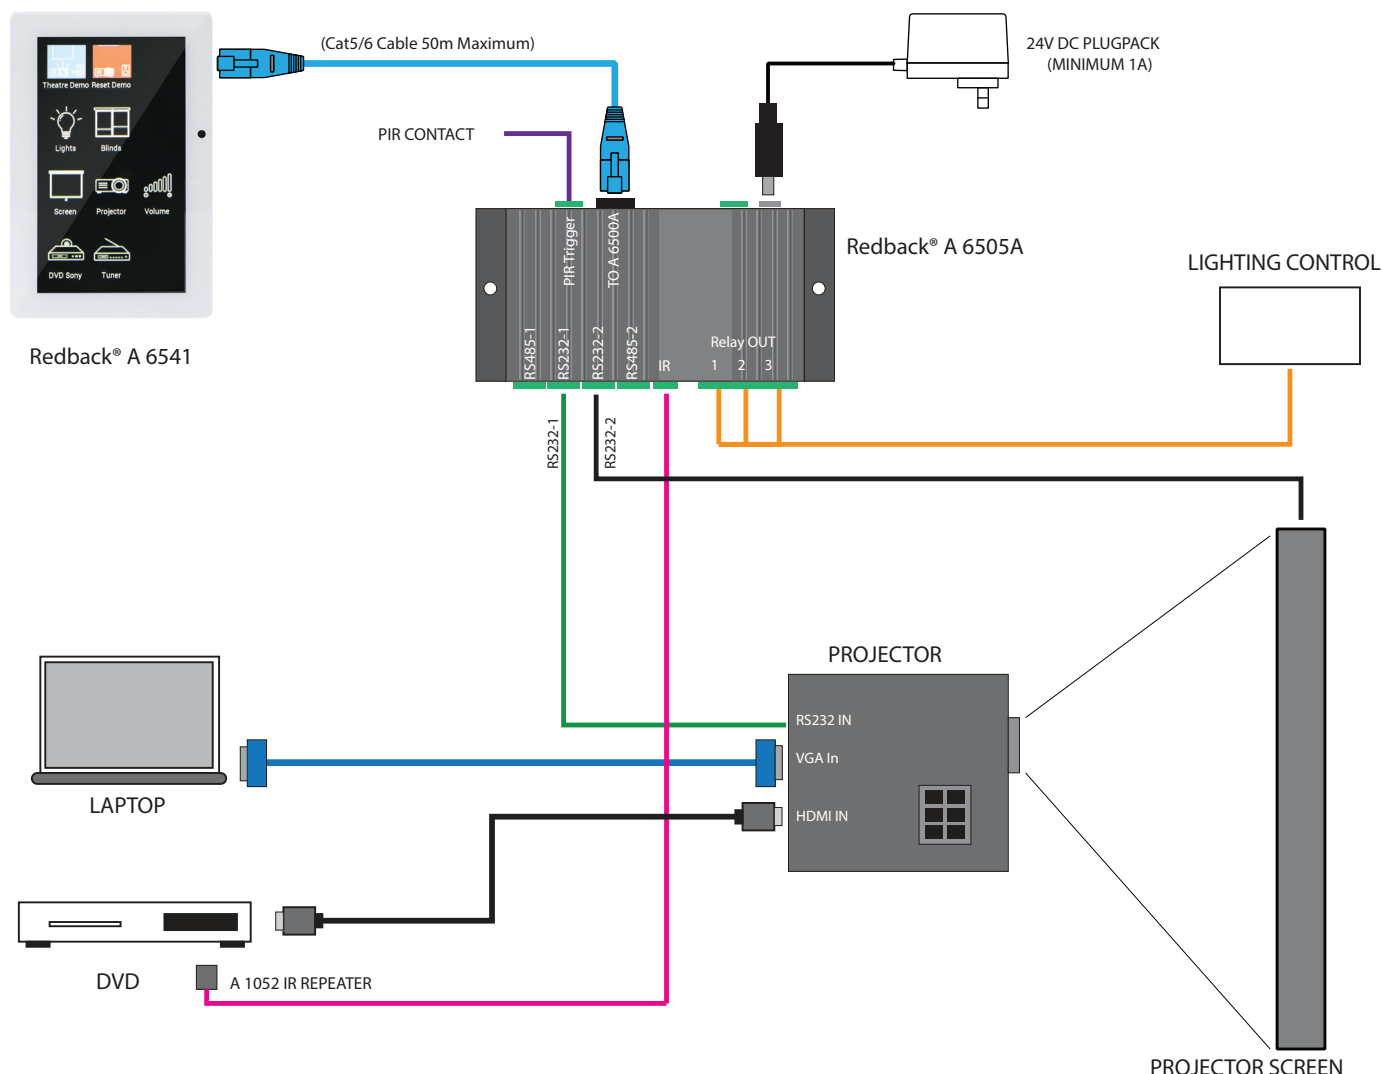 (Cat5/6 Cable 50m Maximum)
24V DC PLUGPACK
(MINIMUM 1A)
Theatre Demo Reset Demo
Lights Blinds
Screen Projector Volume
DVD Sony Tuner
PIR CONTACT
Redback® A 6541
PIR Trigger
TO A 6500A
Redback® A 6505A
LIGHTING CONTROL
RS485-1
RS232-1
RS232-2
RS485-2
IR
Relay OUT
1 2 3
RS232-1
RS232-2
PROJECTOR
RS232 IN
VGA In
HDMI IN
LAPTOP
DVD
A 1052 IR REPEATER
PROJECTOR SCREEN